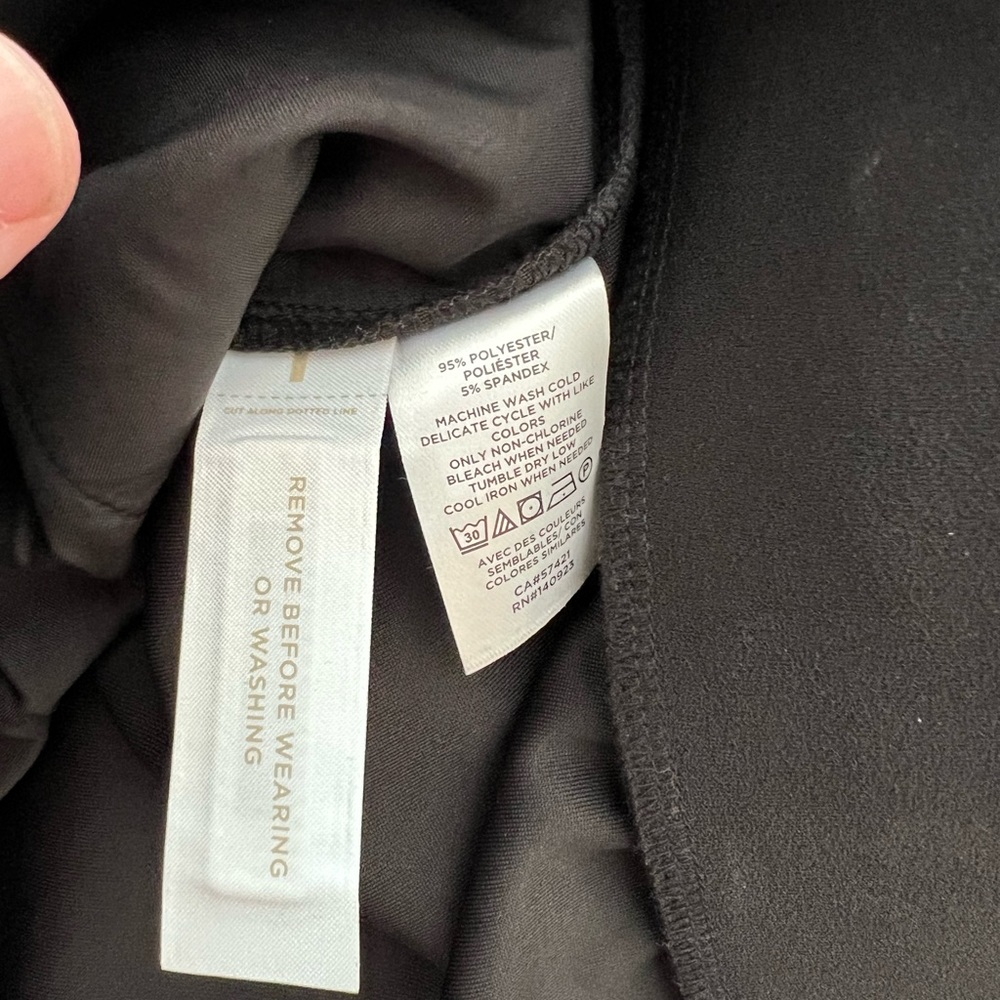 95% POLYESTER/
POLIÉSTER
5% SPANDEX
MACHINE WASH COLD
DELICATE CYCLE WITH LIKE
COLORS
ONLY NON-CHLORINE
BLEACH WHEN NEEDED
TUMBLE DRY LOW
COOL IRON WHEN NEEDED
30 P
AVEC DES COULEURS
SEMBLABLES/ CON
COLORES SIMILARES
CA#57421
RN#140923
CUT ALONG DOTTED LINE
REMOVE BEFORE WEARING
OR WASHING